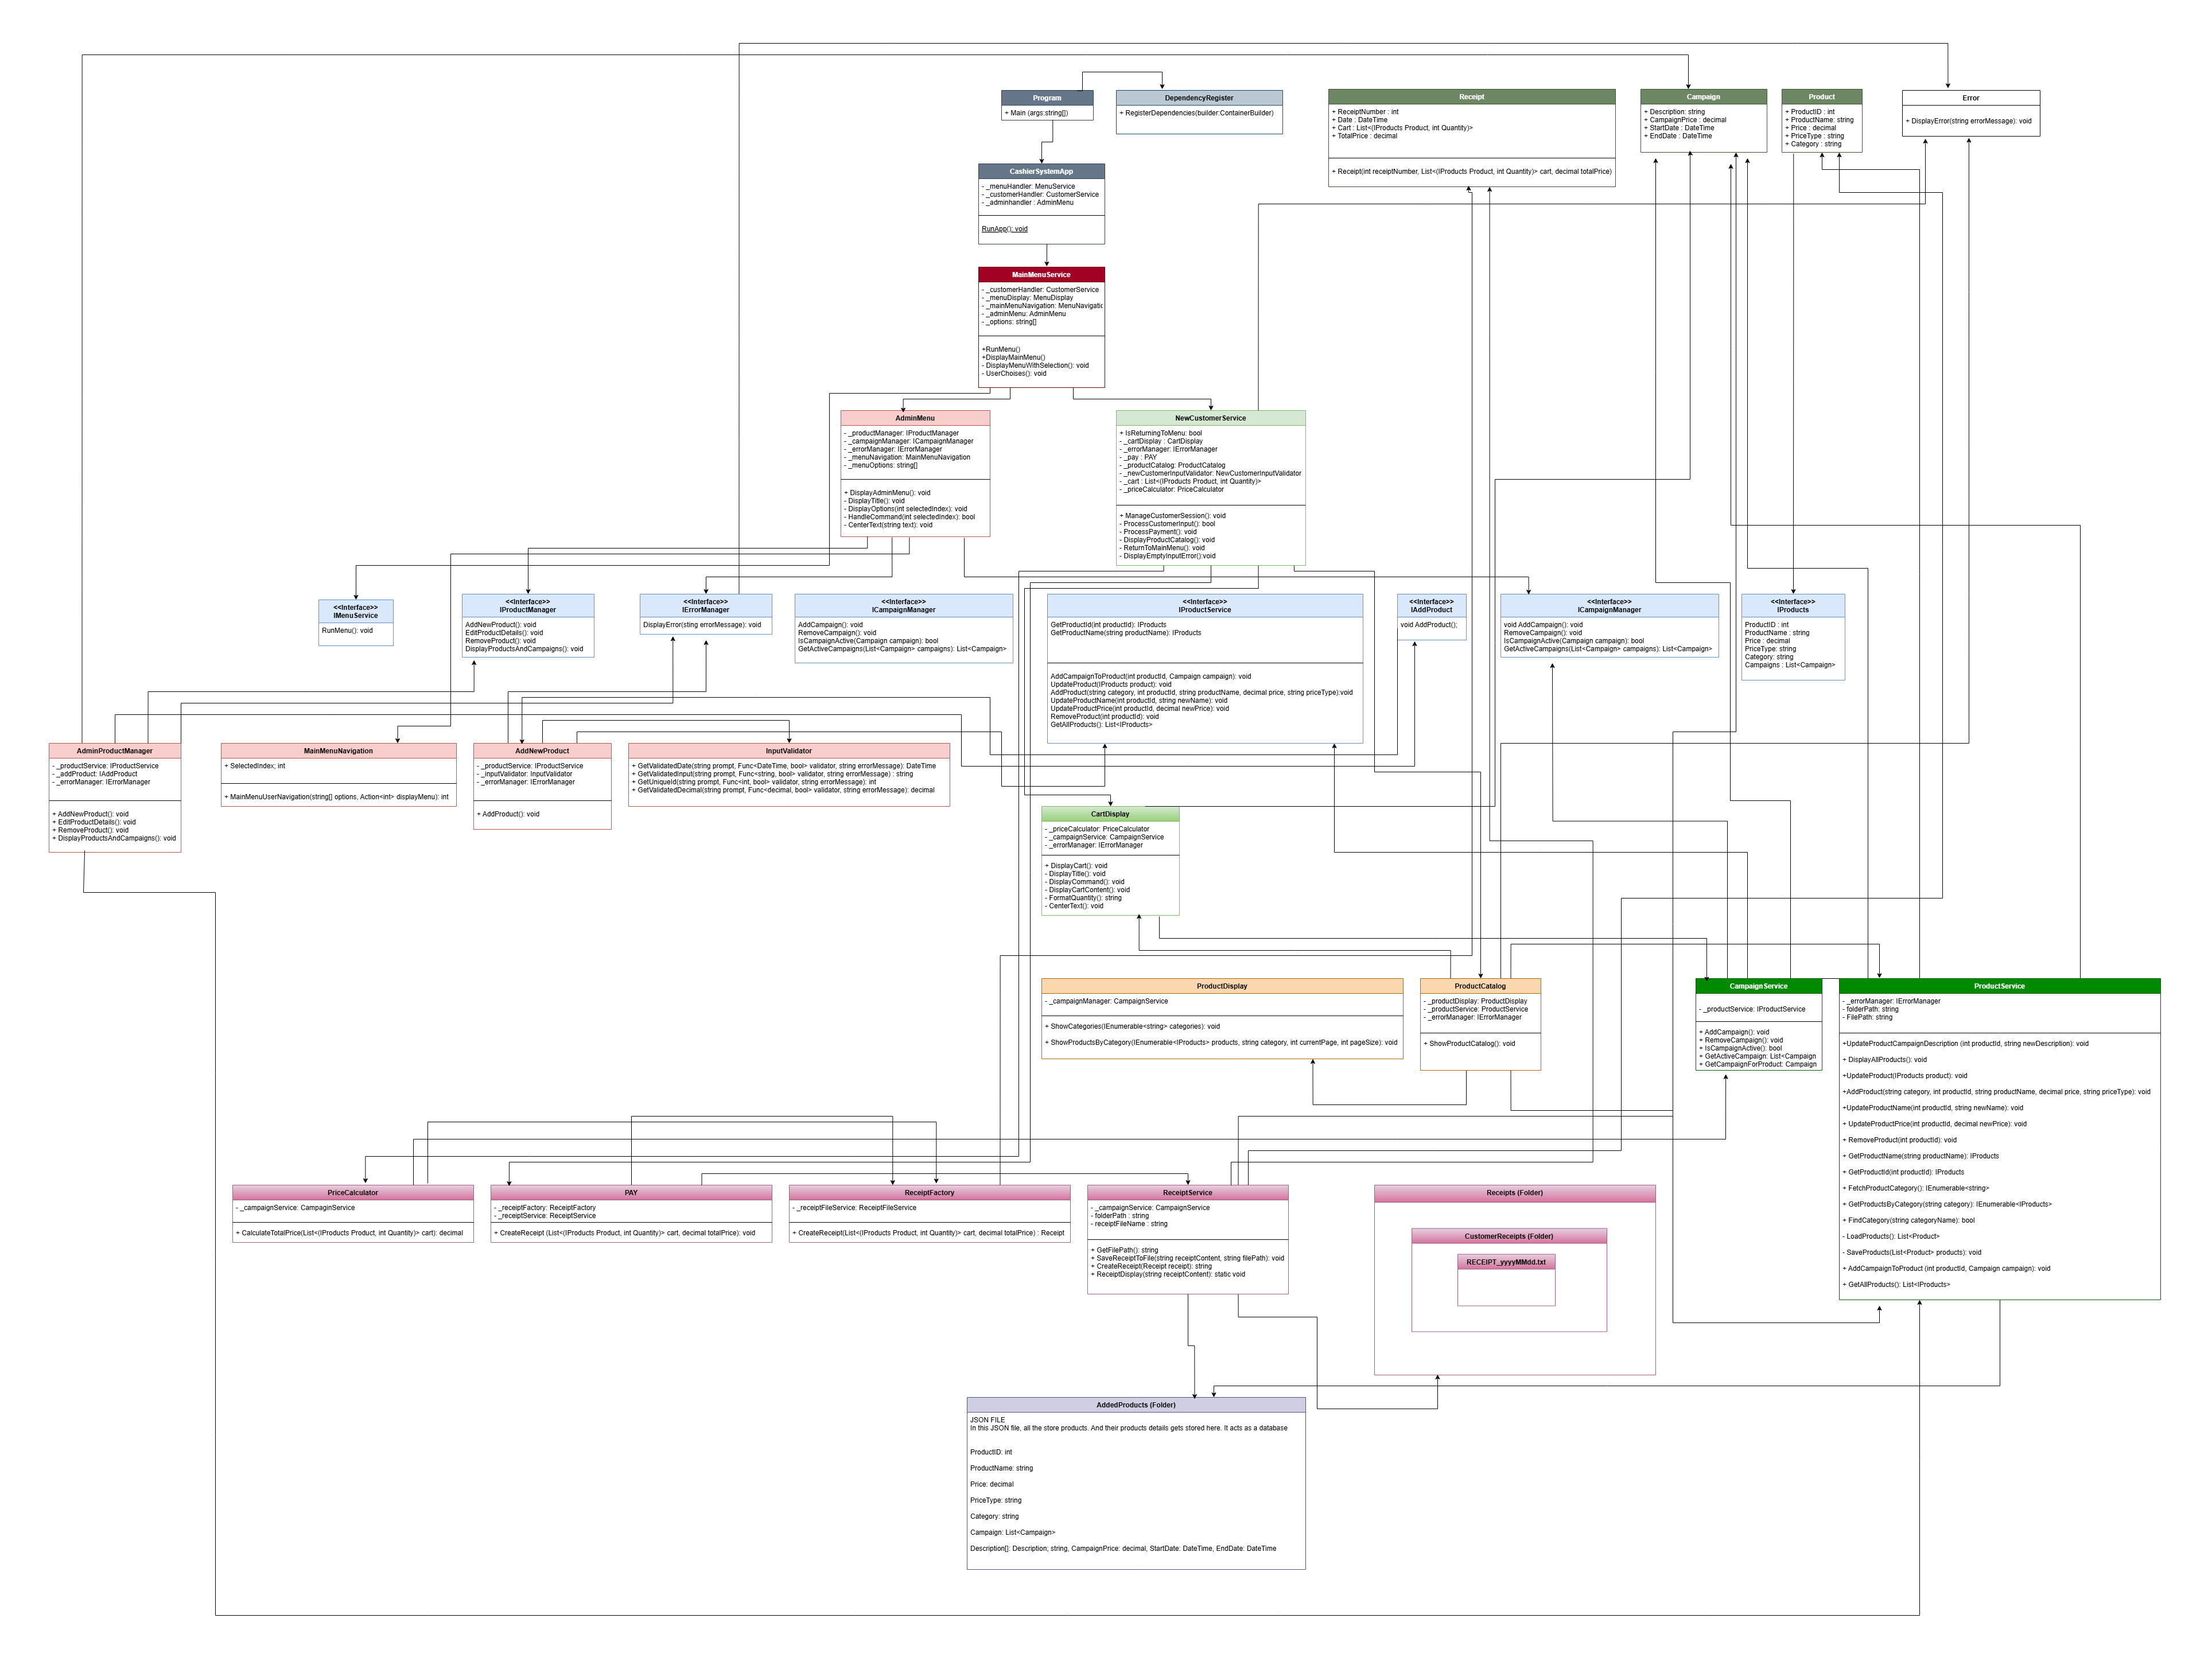 Program
+ Main (args:string[])
DependencyRegister
+ RegisterDependencies(builder:ContainerBuilder)
Receipt
+ ReceiptNumber : int
+ Date : DateTime
+ Cart : List<(IProducts Product, int Quantity)>
+ TotalPrice : decimal
+ Receipt(int receiptNumber, List<(IProducts Product, int Quantity)> cart, decimal totalPrice)
Campaign
+ Description: string
+ CampaignPrice : decimal
+ StartDate : DateTime
+ EndDate : DateTime
Product
+ ProductID : int
+ ProductName: string
+ Price : decimal
+ PriceType : string
+ Category : string
Error
+ DisplayError(string errorMessage): void
CashierSystemApp
- _menuHandler: MenuService
- _customerHandler: CustomerService
- _adminhandler : AdminMenu
RunApp(): void
MainMenuService
- _customerHandler: CustomerService
- _menuDisplay: MenuDisplay
- _mainMenuNavigation: MenuNavigatic
- _adminMenu: AdminMenu
- _options: string[]
+RunMenu()
+DisplayMainMenu()
- DisplayMenuWithSelection(): void
- UserChoises(): void
AdminMenu
- _productManager: IProductManager
- _campaignManager: ICampaignManager
- _errorManager: IErrorManager
- _menuNavigation: MainMenuNavigation
- _menuOptions: string[]
+ DisplayAdminMenu(): void
- DisplayTitle(): void
- DisplayOptions(int selectedIndex): void
- HandleCommand(int selectedIndex): bool
- CenterText(string text): void
NewCustomerService
+ IsReturningToMenu: bool
- _cartDisplay : CartDisplay
- _errorManager: IErrorManager
- _pay : PAY
- _productCatalog: ProductCatalog
- _newCustomerInputValidator: NewCustomerInputValidator
- _cart : List<(IProducts Product, int Quantity)>
- _priceCalculator: PriceCalculator
+ ManageCustomerSession(): void
- ProcessCustomerInput(): bool
- ProcessPayment(): void
- DisplayProductCatalog(): void
- ReturnToMainMenu(): void
- DisplayEmptyInputError():void
<<Interface>>
IMenuService
RunMenu(): void
<<Interface>>
IProductManager
AddNewProduct(): void
EditProductDetails(): void
RemoveProduct(): void
DisplayProductsAndCampaigns(): void
<<Interface>>
IErrorManager
DisplayError(sting errorMessage): void
<<Interface>>
ICampaignManager
AddCampaign(): void
RemoveCampaign(): void
IsCampaignActive(Campaign campaign): bool
GetActiveCampaigns(List<Campaign> campaigns): List<Campaign>
<<Interface>>
IProductService
GetProductId(int productId): IProducts
GetProductName(string productName): IProducts
AddCampaignToProduct(int productId, Campaign campaign): void
UpdateProduct(IProducts product): void
AddProduct(string category, int productId, string productName, decimal price, string priceType):void
UpdateProductName(int productId, string newName): void
UpdateProductPrice(int productId, decimal newPrice): void
RemoveProduct(int productId): void
GetAllProducts(): List<IProducts>
<<Interface>>
IAddProduct
void AddProduct();
<<Interface>>
ICampaignManager
void AddCampaign(): void
RemoveCampaign(): void
IsCampaignActive(Campaign campaign): bool
GetActiveCampaigns(List<Campaign> campaigns): List<Campaign>
<<Interface>>
IProducts
ProductID : int
ProductName : string
Price : decimal
PriceType: string
Category: string
Campaigns : List<Campaign>
AdminProductManager
- _productService: IProductService
- _addProduct: IAddProduct
- _errorManager: IErrorManager
+ AddNewProduct(): void
+ EditProductDetails(): void
+ RemoveProduct(): void
+ DisplayProductsAndCampaigns(): void
MainMenuNavigation
+ SelectedIndex; int
+ MainMenuUserNavigation(string[] options, Action<int> displayMenu): int
AddNewProduct
- _productService: IProductService
- _inputValidator: InputValidator
- _errorManager: IErrorManager
+ AddProduct(): void
InputValidator
+ GetValidatedDate(string prompt, Func<DateTime, bool> validator, string errorMessage): DateTime
+ GetValidatedInput(string prompt, Func<string, bool> validator, string errorMessage) : string
+ GetUniqueId(string prompt, Func<int, bool> validator, string errorMessage): int
+ GetValidatedDecimal(string prompt, Func<decimal, bool> validator, string errorMessage): decimal
CartDisplay
- _priceCalculator: PriceCalculator
- _campaignService: CampaignService
- _errorManager: IErrorManager
+ DisplayCart(): void
- DisplayTitle(): void
- DisplayCommand(): void
- DisplayCartContent(): void
- FormatQuantity(): string
- CenterText(): void
ProductDisplay
- _campaignManager: CampaignService
+ ShowCategories(IEnumerable<string> categories): void
+ ShowProductsByCategory(IEnumerable<IProducts> products, string category, int currentPage, int pageSize): void
ProductCatalog
- _productDisplay: ProductDisplay
- _productService: ProductService
- _errorManager: IErrorManager
+ ShowProductCatalog(): void
CampaignService
- _productService: IProductService
+ AddCampaign(): void
+ RemoveCampaign(): void
+ IsCampaignActive(): bool
+ GetActiveCampaign: List<Campaign
+ GetCampaignForProduct: Campaign
ProductService
- _errorManager: IErrorManager
- folderPath: string
- FilePath: string
+UpdateProductCampaignDescription (int productId, string newDescription): void
+ DisplayAllProducts(): void
+UpdateProduct(IProducts product): void
+AddProduct(string category, int productId, string productName, decimal price, string priceType): void
+UpdateProductName(int productId, string newName): void
+ UpdateProductPrice(int productId, decimal newPrice): void
+ RemoveProduct(int productId): void
+ GetProductName(string productName): IProducts
+ GetProductId(int productId): IProducts
+ FetchProductCategory(): IEnumerable<string>
+ GetProductsByCategory(string category): IEnumerable<IProducts>
+ FindCategory(string categoryName): bool
- LoadProducts(): List<Product>
- SaveProducts(List<Product> products): void
+ AddCampaignToProduct (int productId, Campaign campaign): void
+ GetAllProducts(): List<IProducts>
PriceCalculator
- _campaignService: CampaginService
+ CalculateTotalPrice(List<(IProducts Product, int Quantity)> cart): decimal
PAY
- _receiptFactory: ReceiptFactory
- _receiptService: ReceiptService
+ CreateReceipt (List<(IProducts Product, int Quantity)> cart, decimal totalPrice): void
ReceiptFactory
- _receiptFileService: ReceiptFileService
+ CreateReceipt(List<(IProducts Product, int Quantity)> cart, decimal totalPrice) : Receipt
ReceiptService
- _campaignService: CampaignService
- folderPath : string
- receiptFileName : string
+ GetFilePath(): string
+ SaveReceiptToFile(string receiptContent, string filePath): void
+ CreateReceipt(Receipt receipt): string
+ ReceiptDisplay(string receiptContent): static void
Receipts (Folder)
CustomerReceipts (Folder)
RECEIPT_yyyyMMdd.txt
AddedProducts (Folder)
JSON FILE
In this JSON file, all the store products. And their products details gets stored here. It acts as a database
ProductID: int
ProductName: string
Price: decimal
PriceType: string
Category: string
Campaign: List<Campaign>
Description[]: Description; string, CampaignPrice: decimal, StartDate: DateTime, EndDate: DateTime